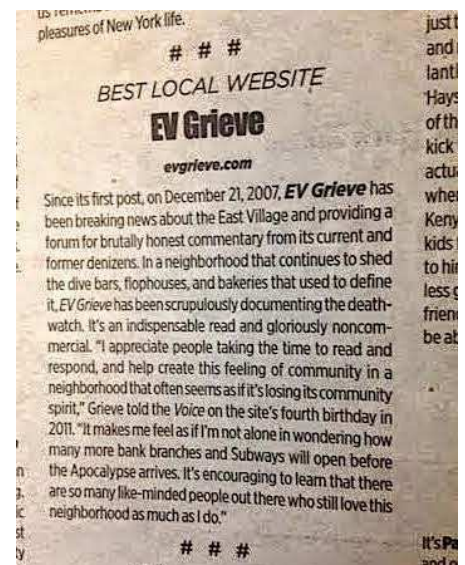 pleasures of New York life.
# # #
BEST LOCAL WEBSITE
EV Grieve
evgrieve.com
Since its first post, on December 21, 2007, EV Grieve has
been breaking news about the East Village and providing a
forum for brutally honest commentary from its current and
former denizens. In a neighborhood that continues to shed
the dive bars, flophouses, and bakeries that used to define
it, EV Grieve has been scrupulously documenting the death-
watch. It's an indispensable read and gloriously noncom-
mercial. "I appreciate people taking the time to read and
respond, and help create this feeling of community in a
neighborhood that often seems as if it's losing its community
spirit," Grieve told the Voice on the site's fourth birthday in
2011. "It makes me feel as if I'm not alone in wondering how
many more bank branches and Subways will open before
the Apocalypse arrives. It's encouraging to learn that there
are so many like-minded people out there who still love this
neighborhood as much as I do."
# # #
just
and
of th
kick
when
Keny
kids
to hi
less
frien
be ab
It's Pa